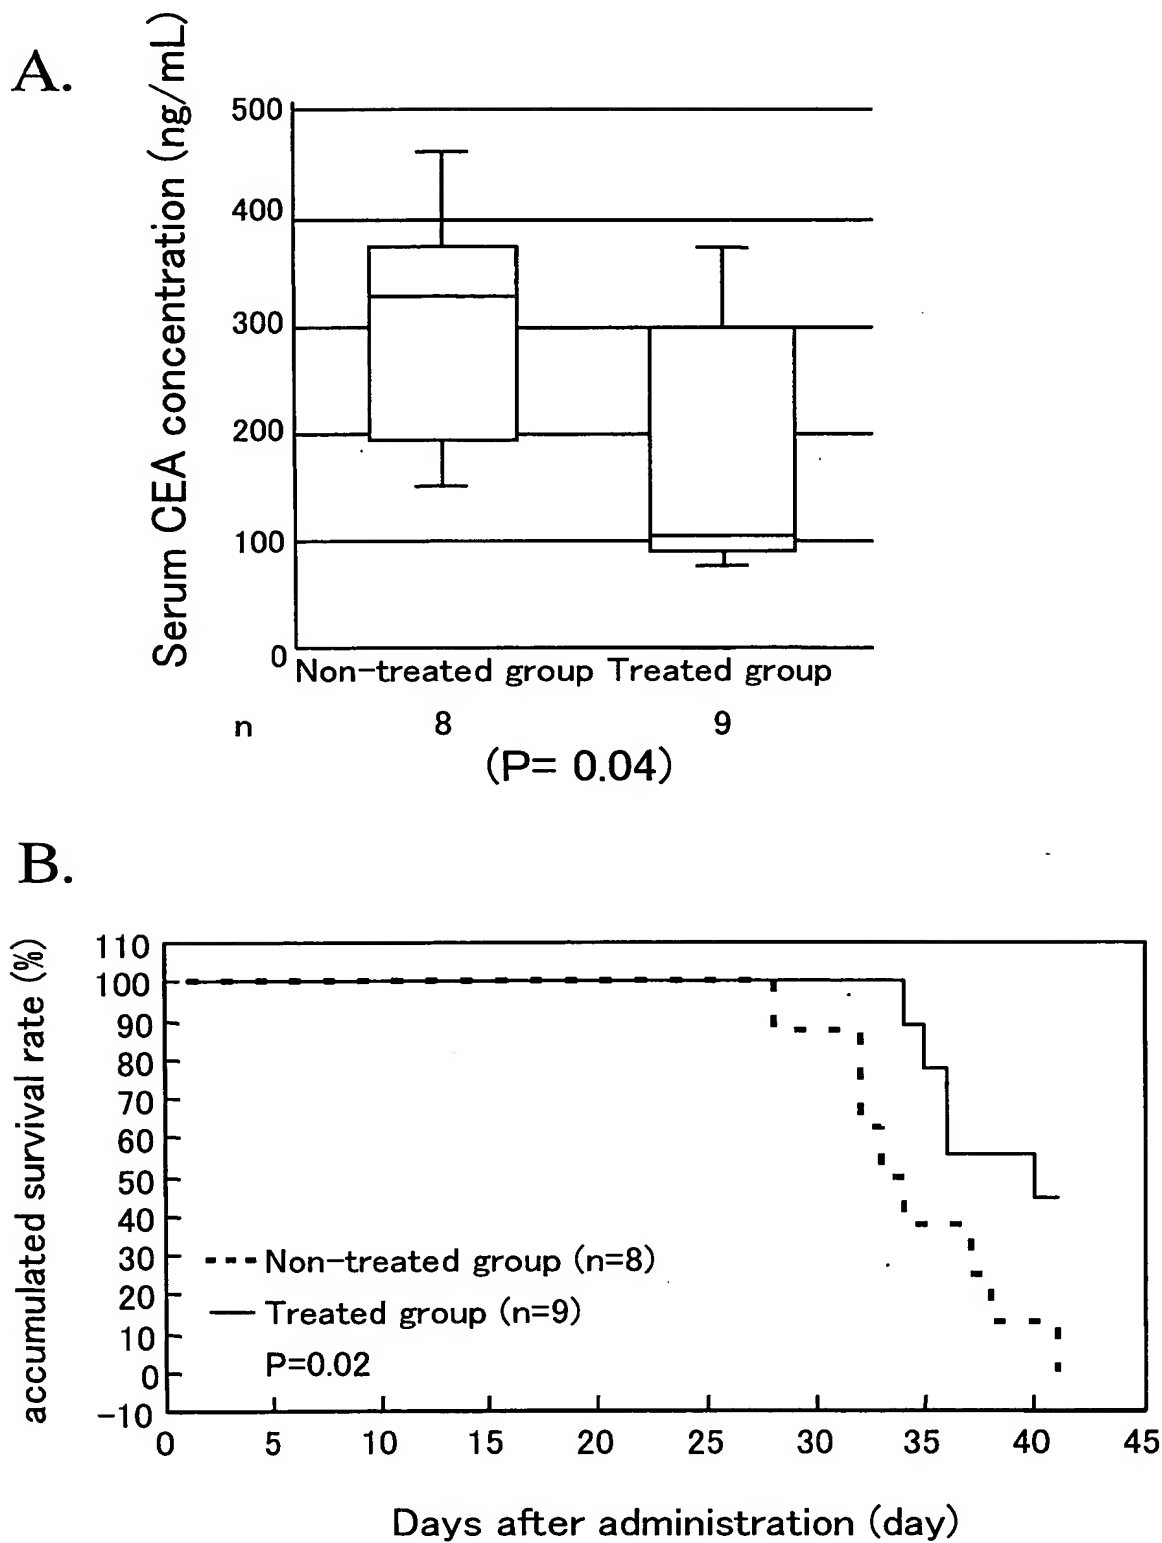 A.
Serum CEA concentration (ng/mL)
500
400
300
200
100
0
Non-treated group Treated group
n 8 9
(P= 0.04)
B.
accumulated survival rate (%)
110
100
90
80
70
60
50
40
30
20
10
0
-10
Non-treated group (n=8)
Treated group (n=9)
P=0.02
0 5 10 15 20 25 30 35 40 45
Days after administration (day)